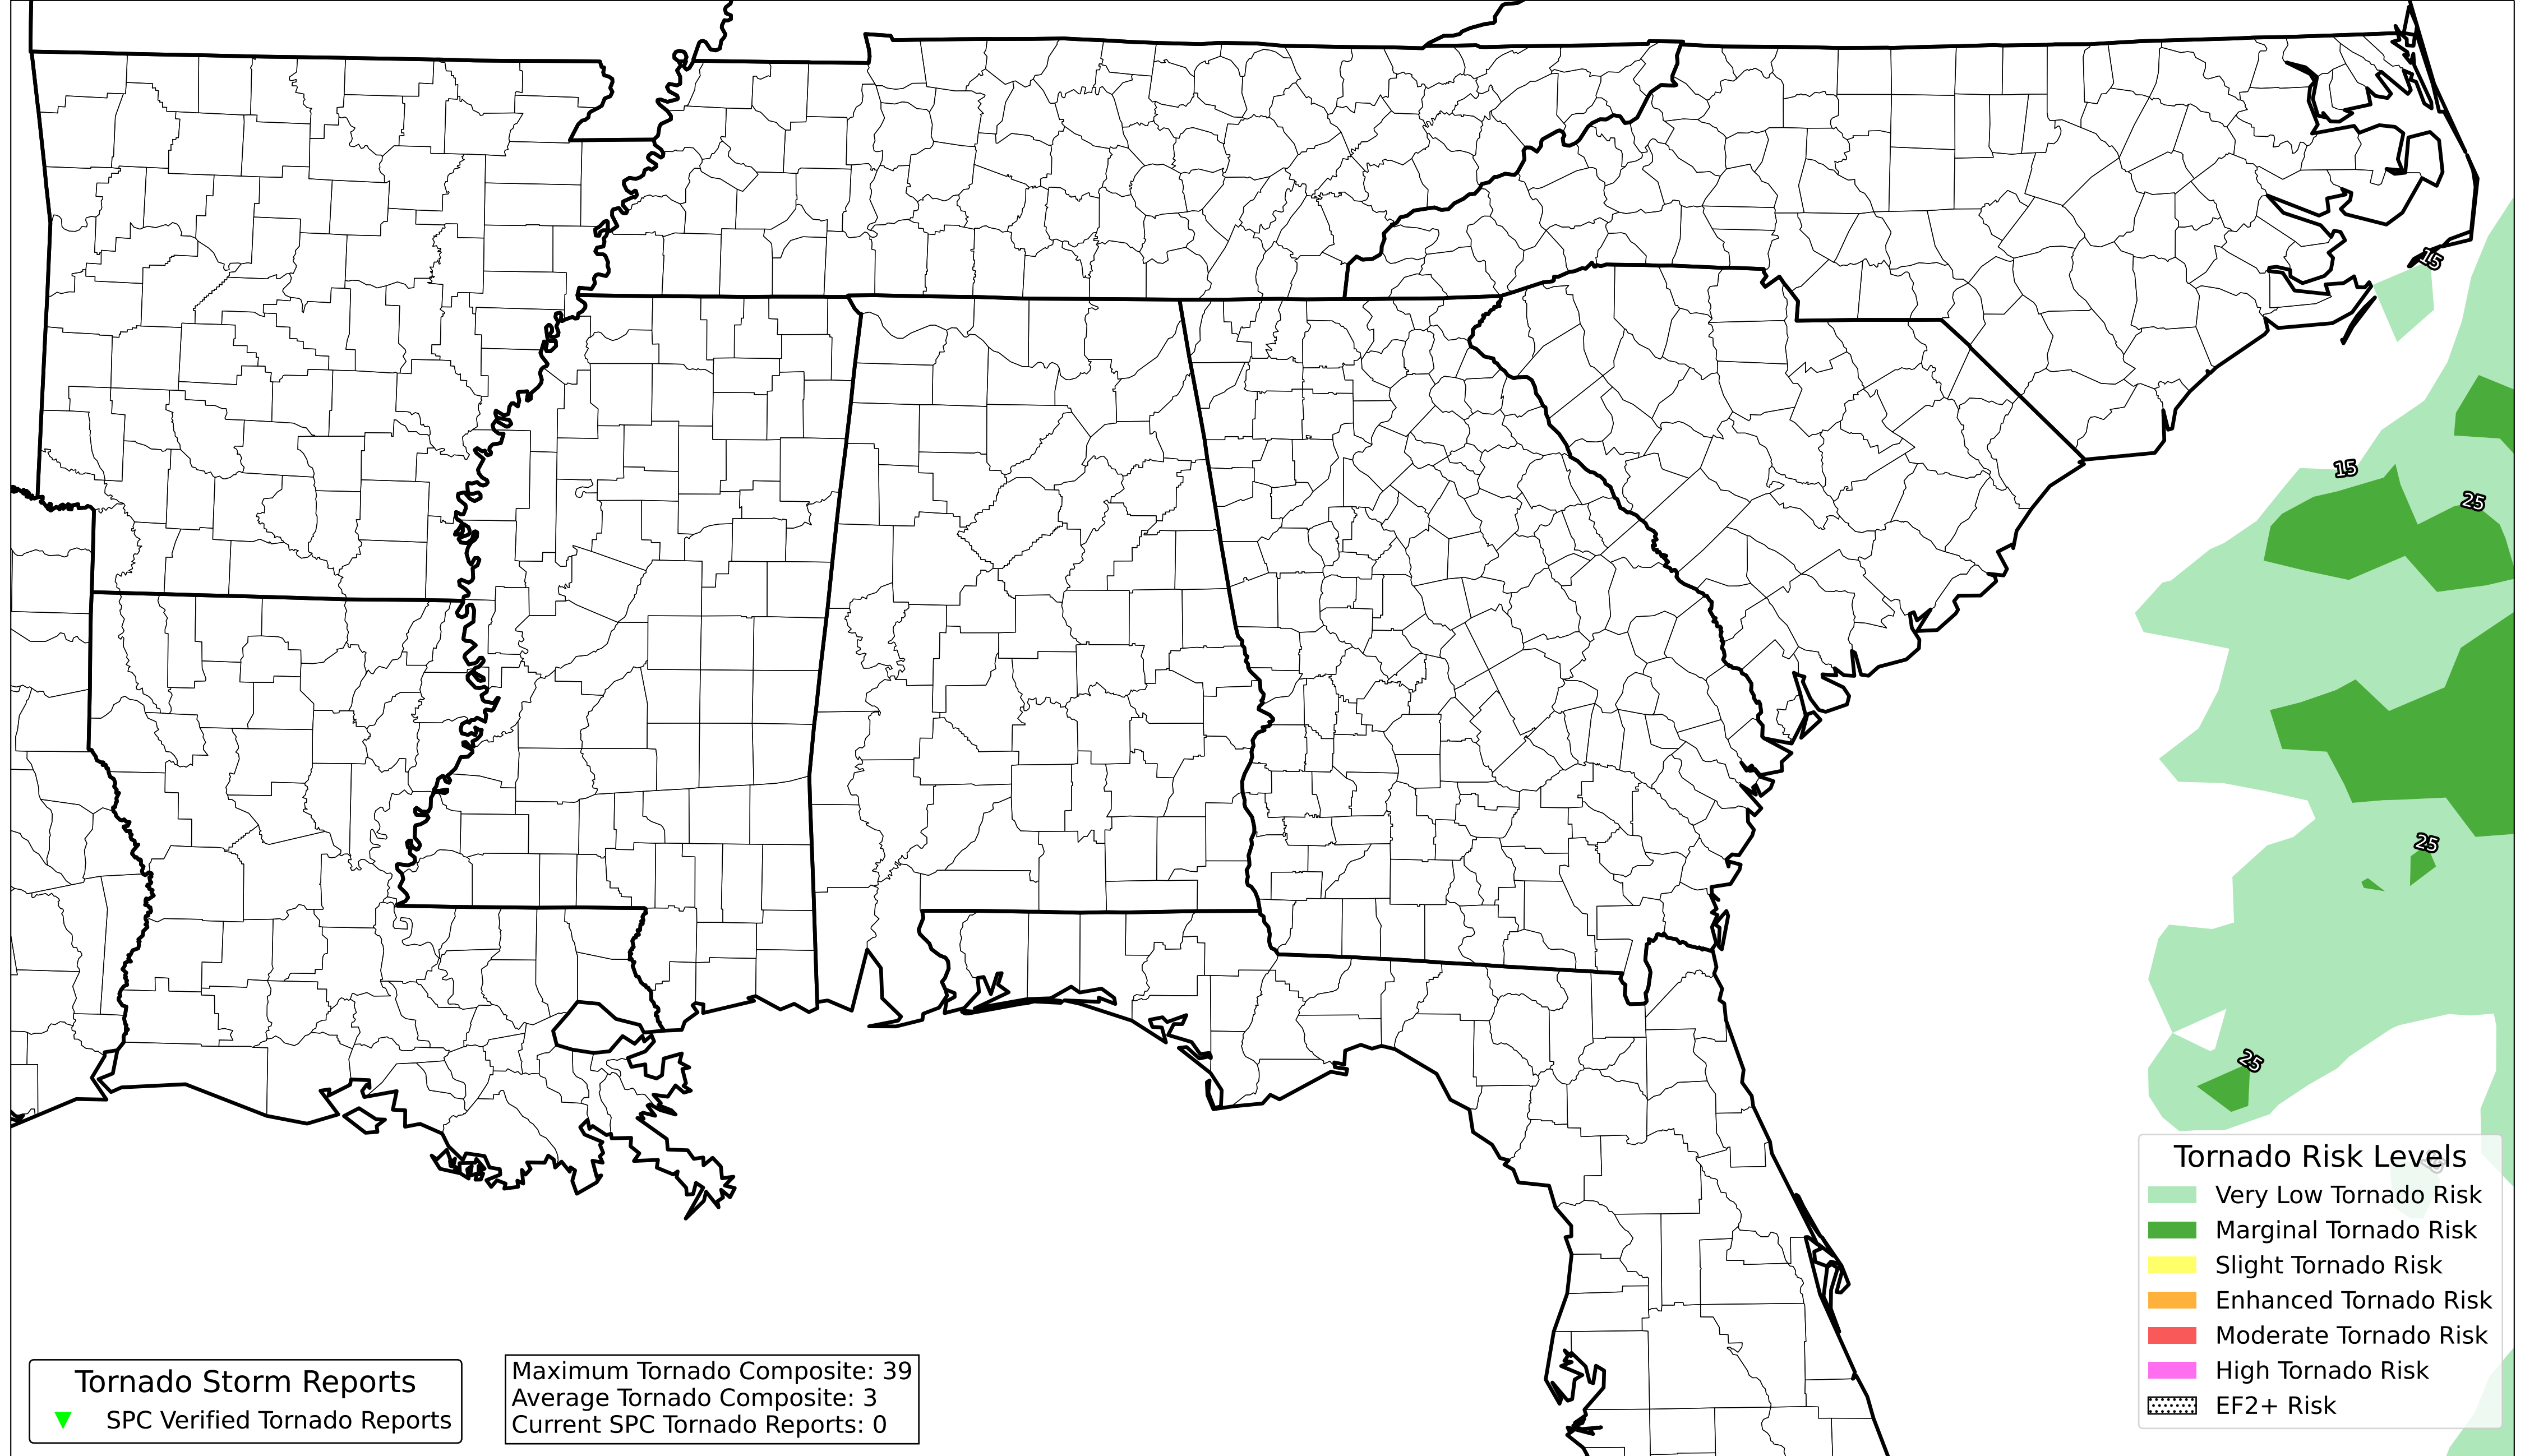 15
15
25
25
25
Tornado Risk Levels
Very Low Tornado Risk
Marginal Tornado Risk
Slight Tornado Risk
Enhanced Tornado Risk
Moderate Tornado Risk
High Tornado Risk
EF2+ Risk
Tornado Storm Reports
SPC Verified Tornado Reports
Maximum Tornado Composite: 39
Average Tornado Composite: 3
Current SPC Tornado Reports: 0